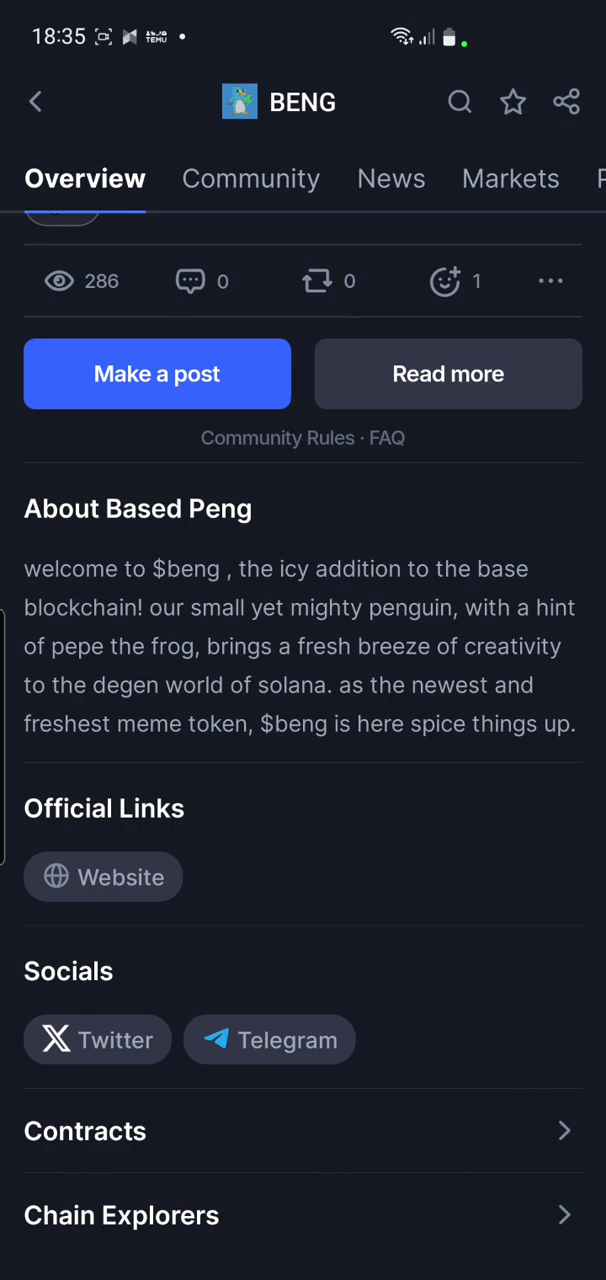 18:35
TEMU
BENG
Overview Community News Markets
286 0 0 1
Make a post Read more
Community Rules · FAQ
About Based Peng
welcome to $beng , the icy addition to the base
blockchain! our small yet mighty penguin, with a hint
of pepe the frog, brings a fresh breeze of creativity
to the degen world of solana. as the newest and
freshest meme token, $beng is here spice things up.
Official Links
Website
Socials
Twitter Telegram
Contracts
Chain Explorers